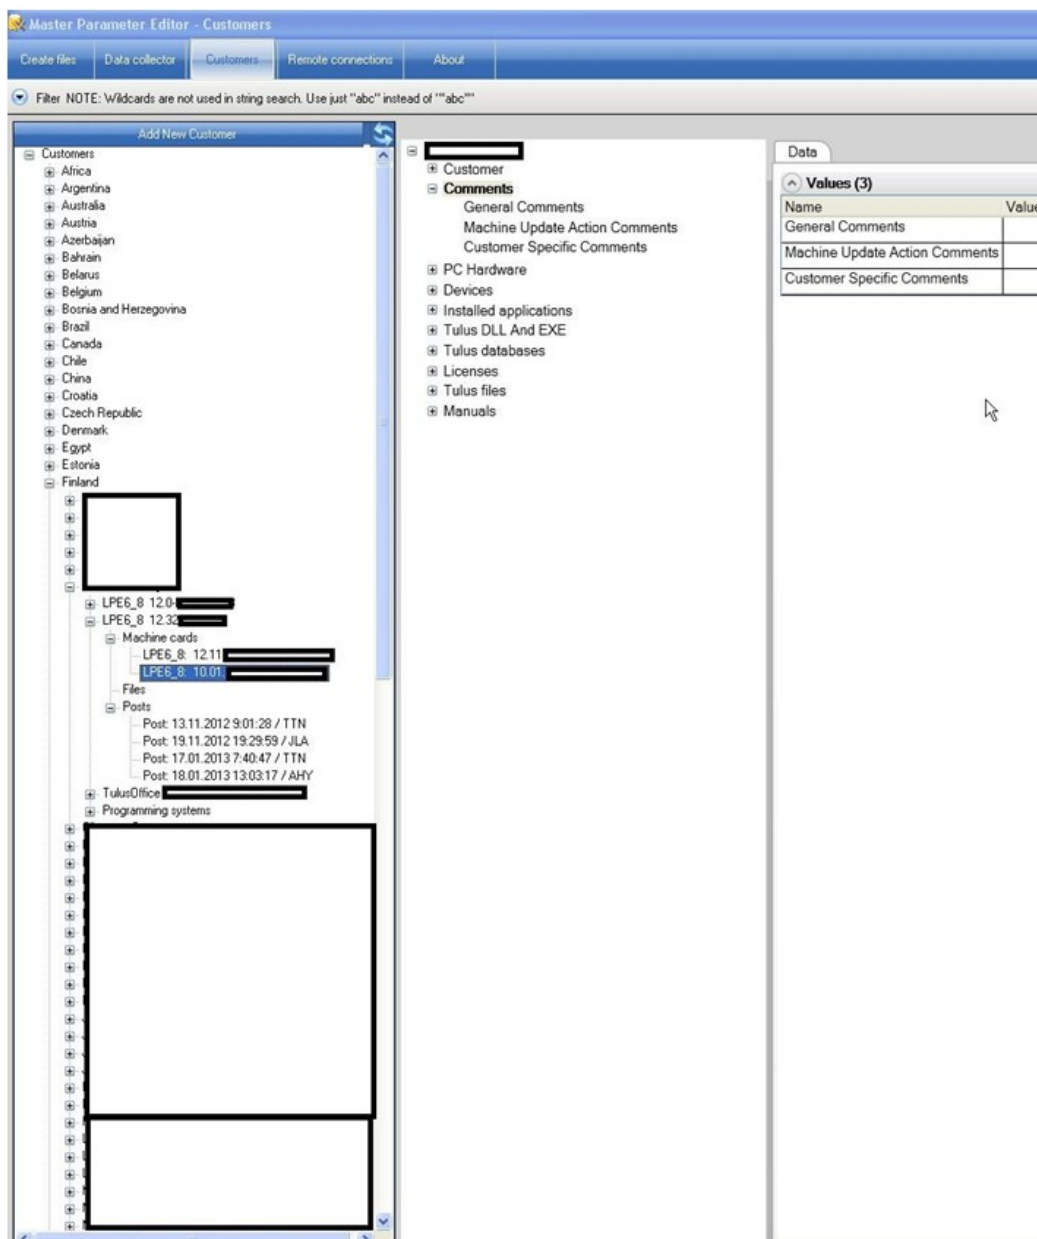 Master Parameter Editor - Customers
Create files Data collector Customers Remote connections About
Filter NOTE: Wildcards are not used in string search. Use just "abc" instead of "*abc*"
Add New Customer
Customers
Africa
Argentina
Australia
Austria
Azerbaijan
Bahrain
Belarus
Belgium
Bosnia and Herzegovina
Brazil
Canada
Chile
China
Croatia
Czech Republic
Denmark
Egypt
Estonia
Finland
LPE6_8 12.0-
LPE6_8 12.32
Machine cards
LPE6_8: 12.11
LPE6_8: 10.01.
Files
Posts
Post: 13.11.2012 9:01:28 / TTN
Post: 19.11.2012 19:29:59 / JLA
Post: 17.01.2013 7:40:47 / TTN
Post: 18.01.2013 13:03:17 / AHY
TulusOffice
Programming systems
Customer
Comments
General Comments
Machine Update Action Comments
Customer Specific Comments
PC Hardware
Devices
Installed applications
Tulus DLL And EXE
Tulus databases
Licenses
Tulus files
Manuals
Data
Values (3)
Name Value
General Comments
Machine Update Action Comments
Customer Specific Comments